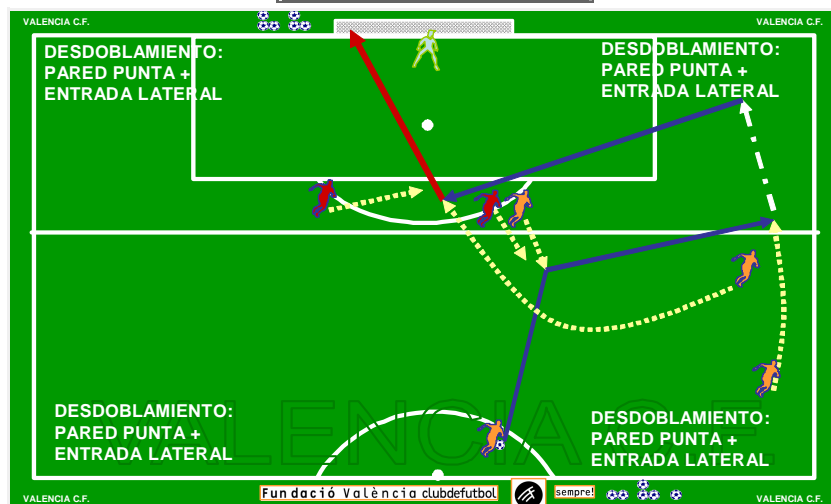 VALENCIA C.F.
VALENCIA C.F.
DESDOBLAMIENTO:
PARED PUNTA +
ENTRADA LATERAL
DESDOBLAMIENTO:
PARED PUNTA +
ENTRADA LATERAL
VALENCIA C.F.
DESDOBLAMIENTO:
PARED PUNTA +
ENTRADA LATERAL
DESDOBLAMIENTO:
PARED PUNTA +
ENTRADA LATERAL
VALENCIA C.F.
Fundació València clubdefutbol
sempre!
VALENCIA C.F.